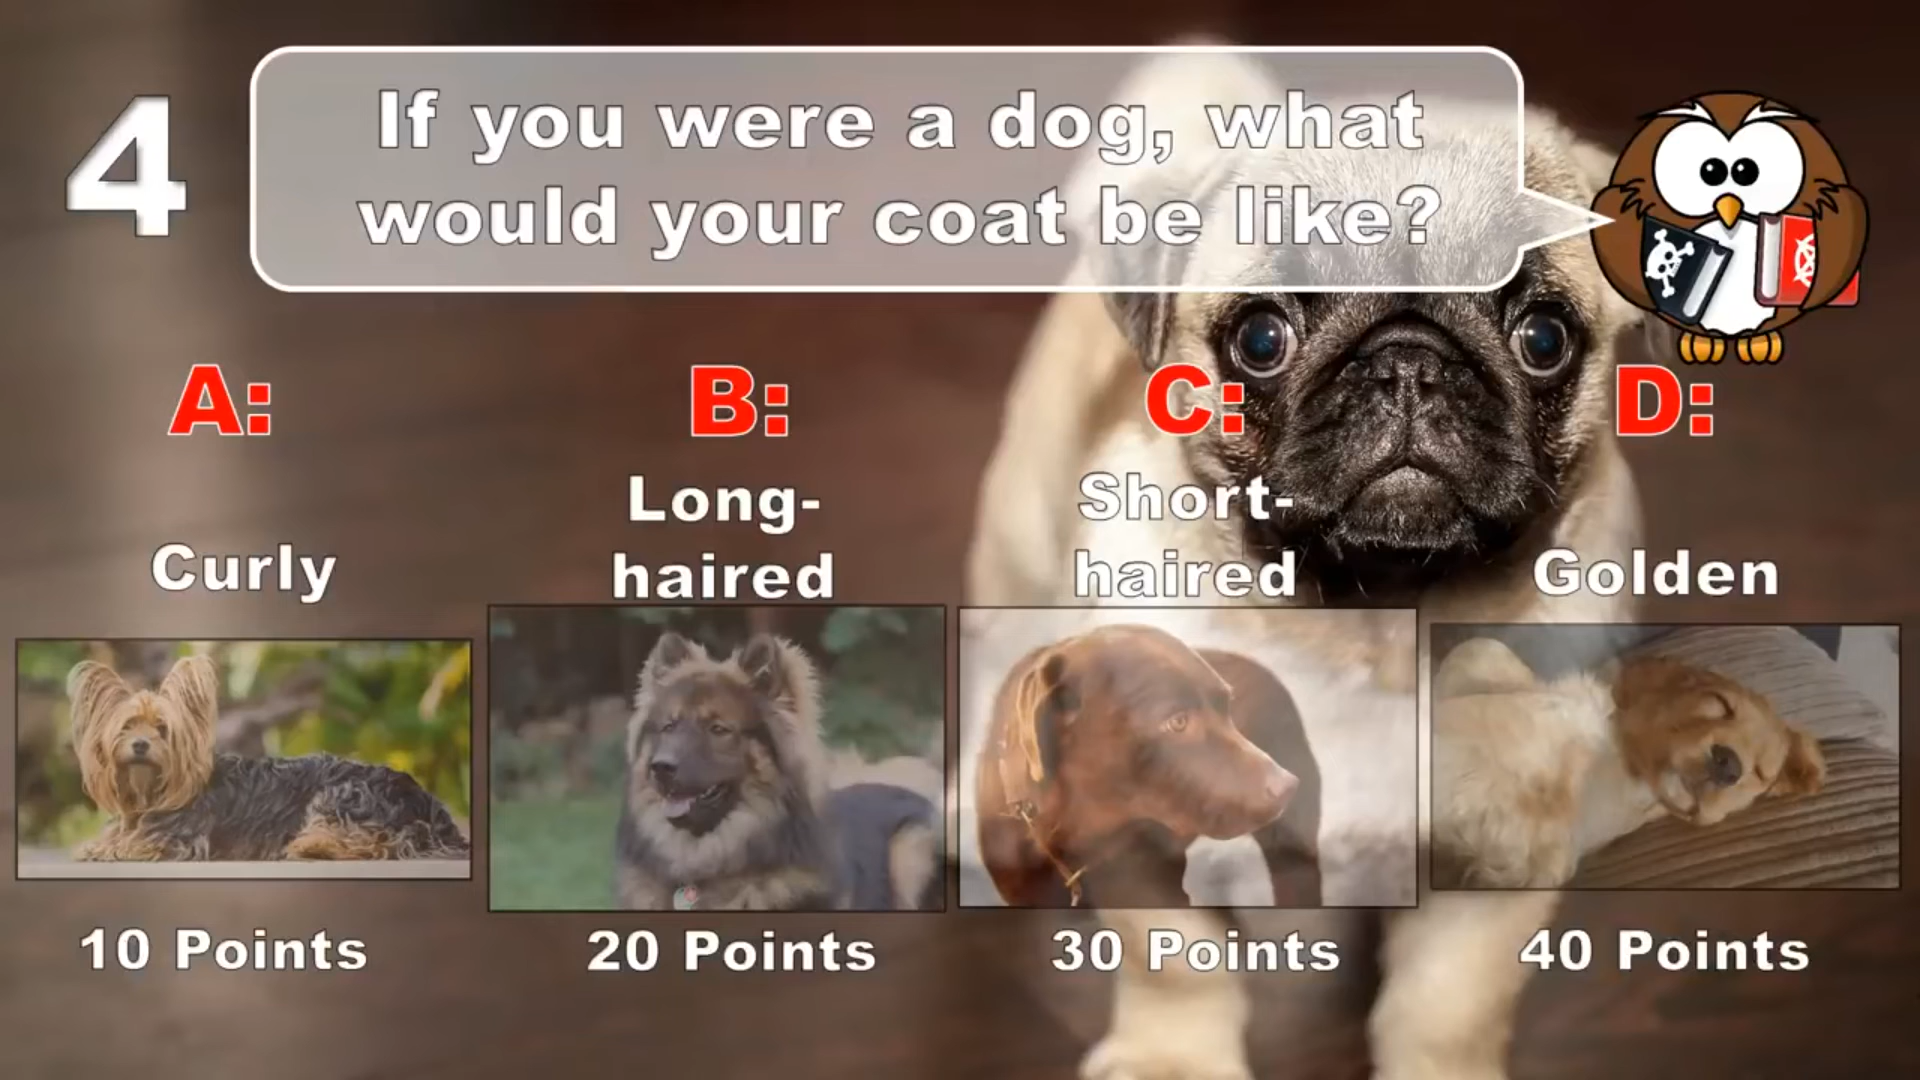 4
If you were a dog, what
would your coat be like?
A:
Curly
10 Points
B:
Long-
haired
20 Points
C:
Short-
haired
30 Points
D:
Golden
40 Points